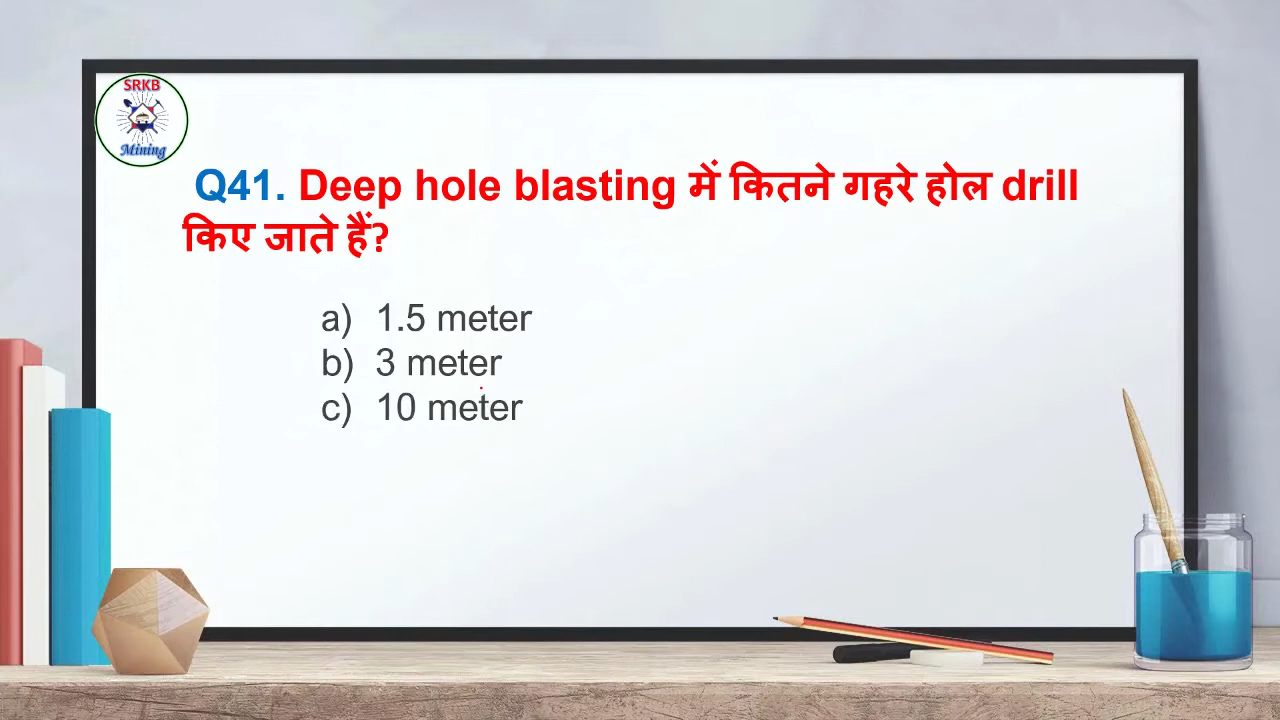 SRKB
Mining
Q41. Deep hole blasting में कितने गहरे होल drill
किए जाते हैं?
a) 1.5 meter
b) 3 meter
c) 10 meter